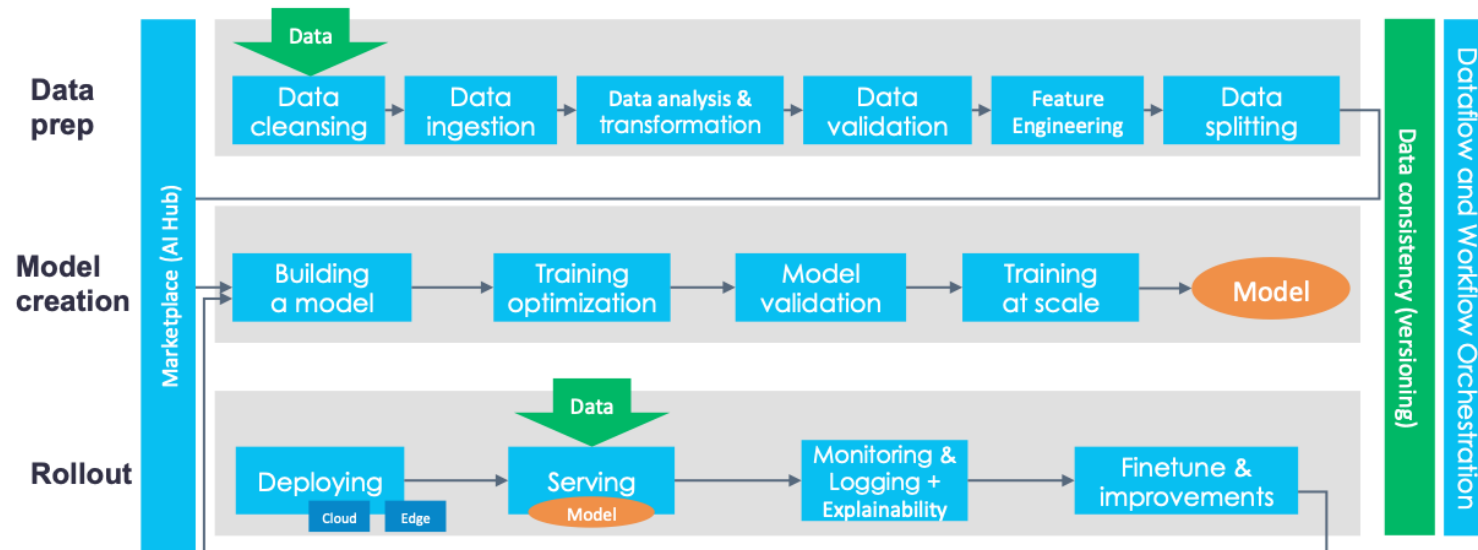 Data
Data
prep
Data
cleansing
Data
ingestion
Data analysis &
transformation
Data
validation
Feature
Engineering
Data
splitting
Marketplace (AI Hub)
Data consistency (versioning)
Dataflow and Workflow Orchestration
Model
creation
Building
a model
Training
optimization
Model
validation
Training
at scale
Model
Rollout
Data
Deploying
Cloud
Edge
Serving
Model
Monitoring &
Logging +
Explainability
Finetune &
improvements